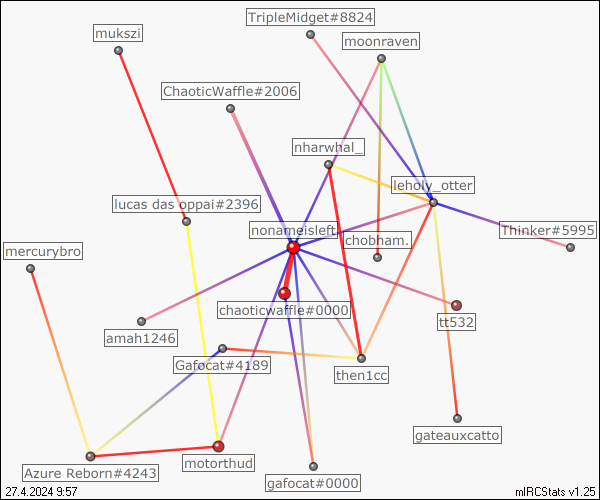 TripleMidget#8824
mukszi
moonraven
ChaoticWaffle#2006
nharwhal_
leholy_otter
lucas das oppai#2396
nonameisleft
Thinker#5995
chobham.
mercurybro
chaoticwaffle#0000
tt532
amah1246
Gafocat#4189
then1cc
gateauxcatto
motorthud
Azure Reborn#4243
gafocat#0000
27.4.2024 9:57
mIRCStats v1.25